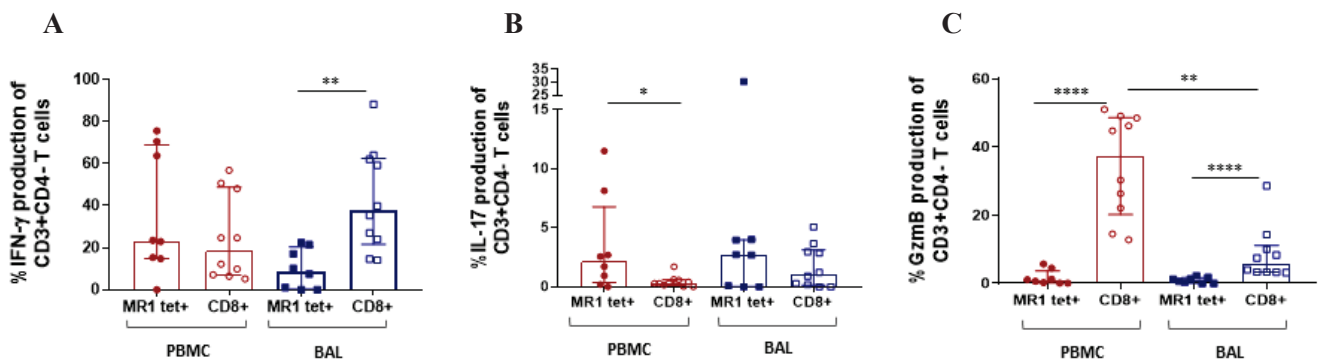 A
% IFN-γ production of
CD3+CD4- T cells
100
80
60
40
20
0
**
MR1 tet+ CD8+ MR1 tet+ CD8+
PBMC BAL
B
% IL-17 production of
CD3+CD4- T cells
35
30
25
20
15
10
5
0
*
MR1 tet+ CD8+ MR1 tet+ CD8+
PBMC BAL
C
% GzmB production of
CD3+CD4- T cells
60
40
20
0
**** ** ****
MR1 tet+ CD8+ MR1 tet+ CD8+
PBMC BAL